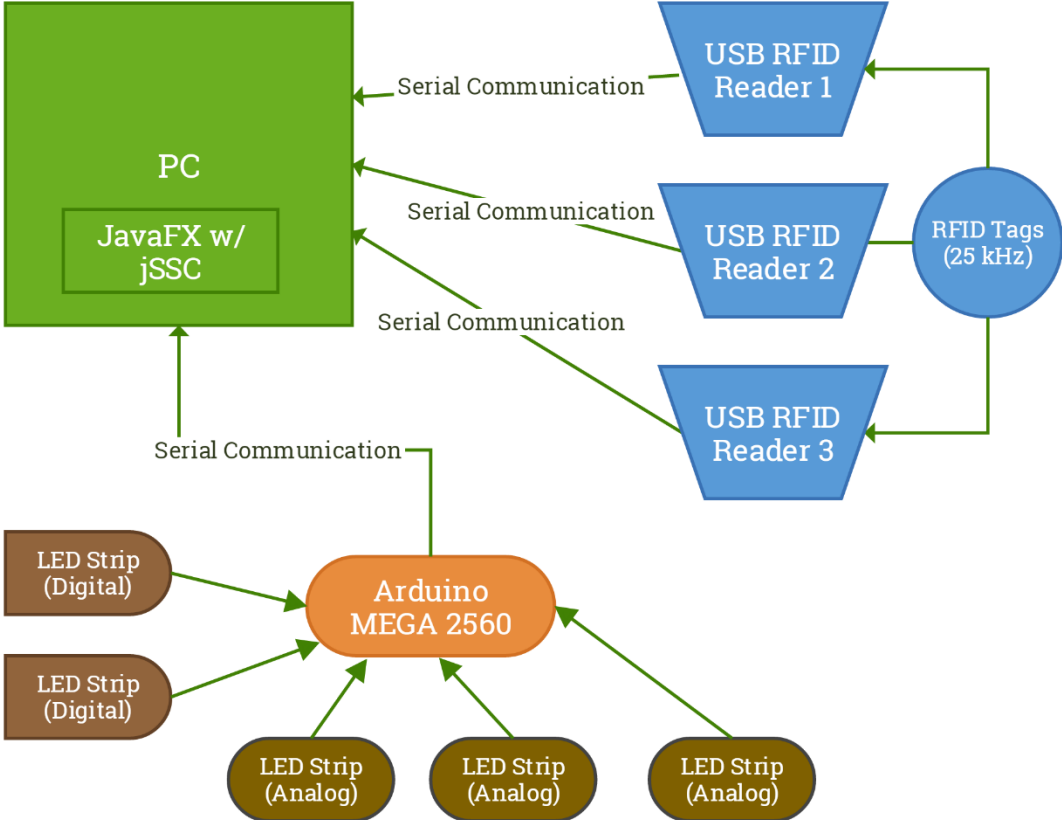 PC
JavaFX w/
jSSC
Serial Communication
USB RFID
Reader 1
Serial Communication
USB RFID
Reader 2
RFID Tags
(25 kHz)
Serial Communication
USB RFID
Reader 3
Serial Communication
LED Strip
(Digital)
Arduino
MEGA 2560
LED Strip
(Digital)
LED Strip
(Analog)
LED Strip
(Analog)
LED Strip
(Analog)